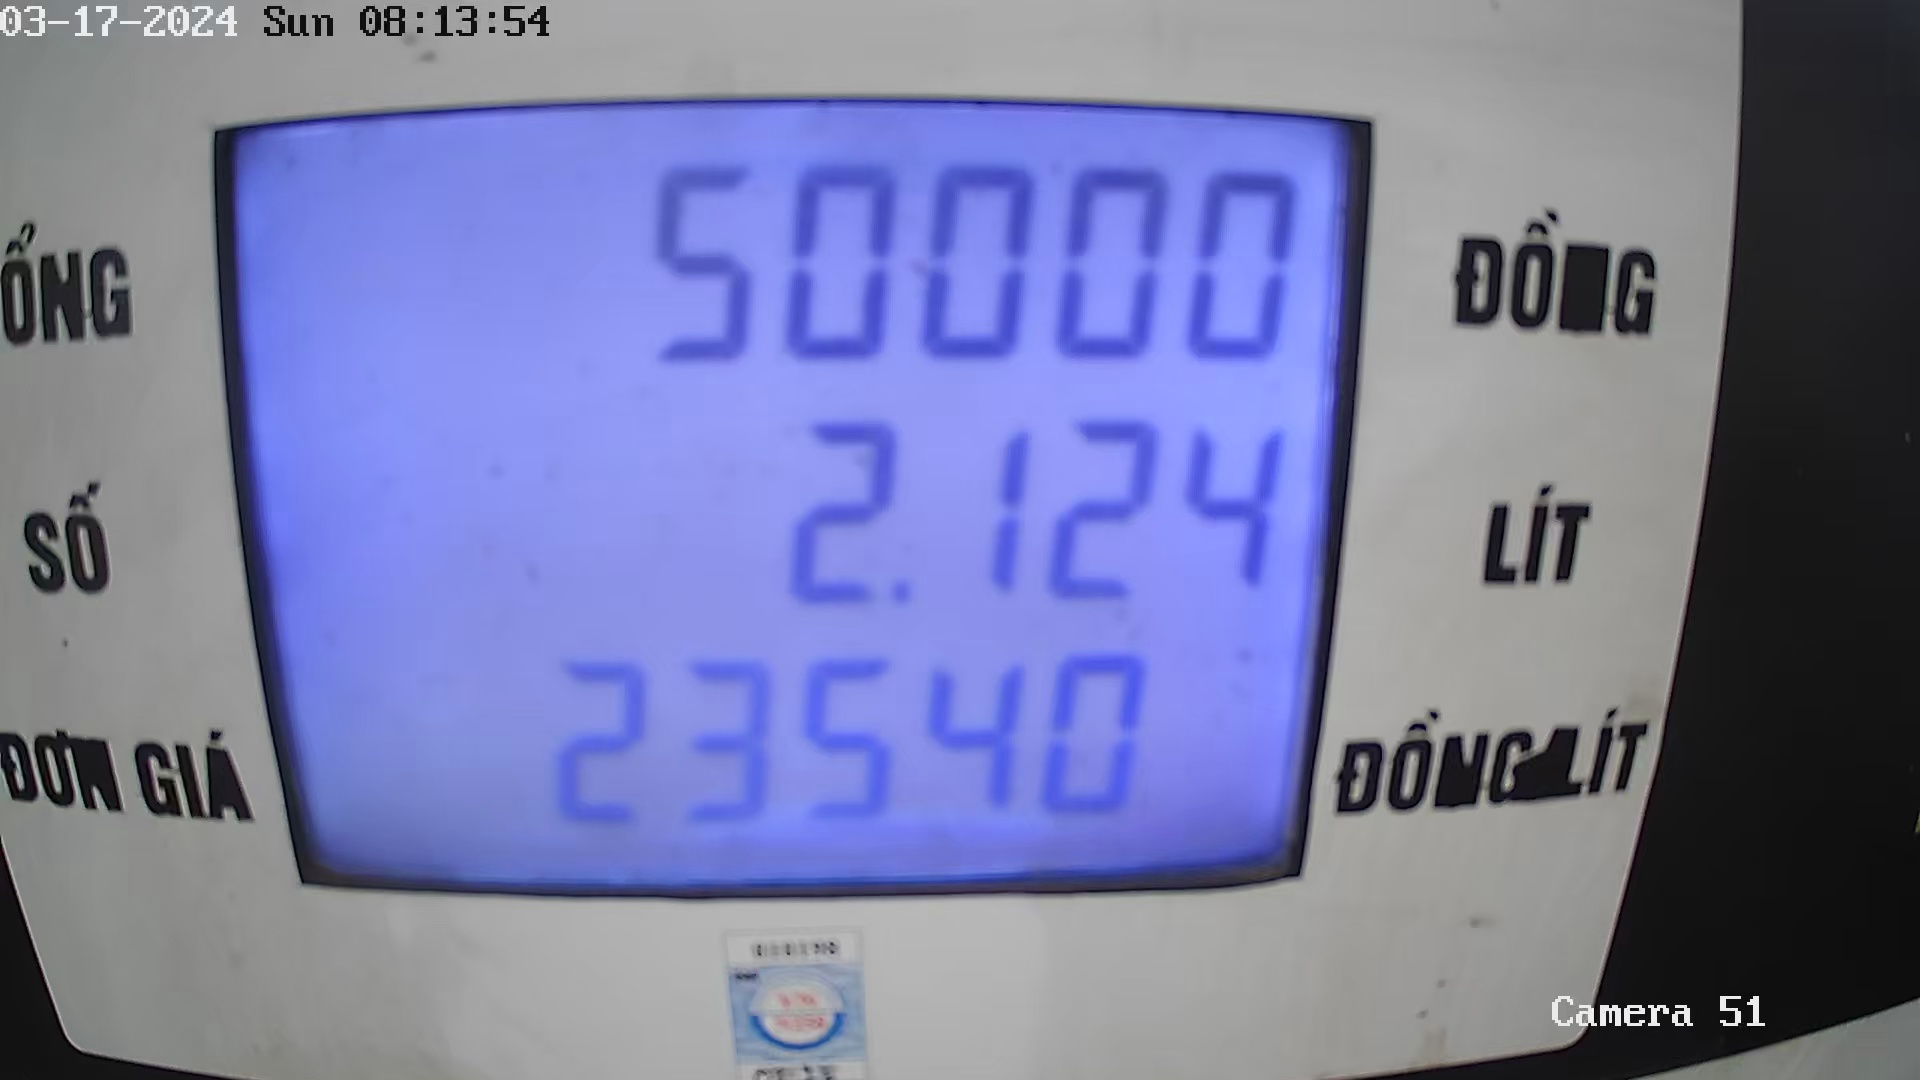 03-17-2024 Sun 08:13:54
ỔNG 50000 ĐỒNG
SỐ 2.124 LÍT
ĐƠN GIÁ 23540 ĐỒNG/LÍT
Camera 51